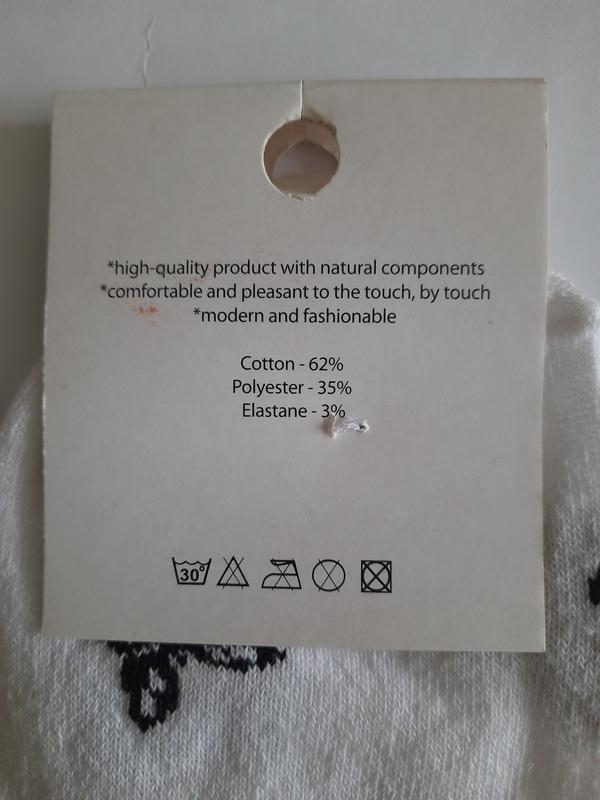 *high-quality product with natural components
*comfortable and pleasant to the touch, by touch
*modern and fashionable
Cotton - 62%
Polyester - 35%
Elastane - 3%
30°